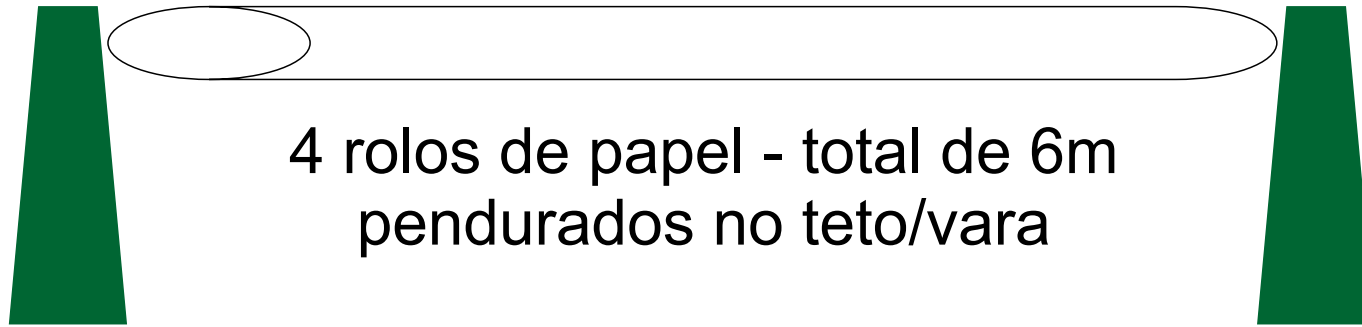 4 rolos de papel - total de 6m
pendurados no teto/vara